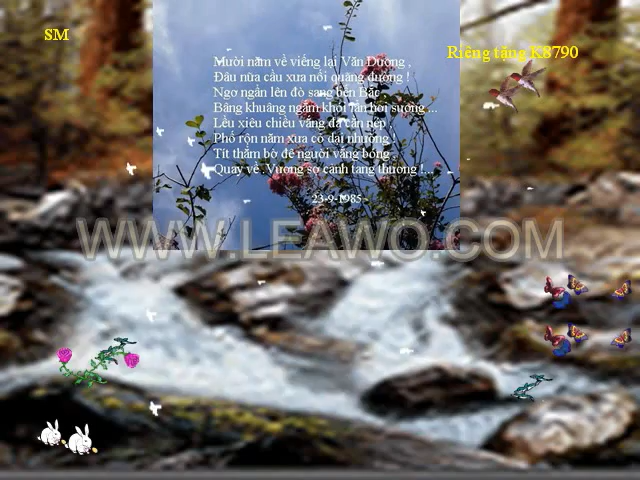 SM
Riêng tặng K8790
Mười năm về viếng lại Văn Dương ,
Đâu nữa cầu xưa nối quãng đường !
Ngơ ngẩn lên đò sang bến Bắc
Bâng khuâng ngắm khói lẫn hơi sương ...
Lều xiêu chiều vắng đã cần nẹp
Phố rộn năm xưa cỏ dại nhường
Tít thăm bờ đê người vắng bóng
Quay về .Vương sợ cảnh tang thương !...
23-9-1985
WWW.LEAWO.COM